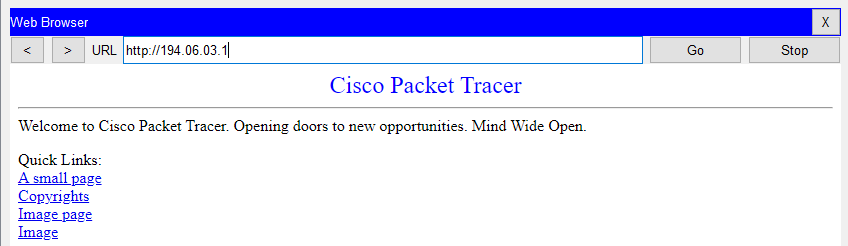 Web Browser X
< > URL http://194.06.03.1 Go Stop
Cisco Packet Tracer
Welcome to Cisco Packet Tracer. Opening doors to new opportunities. Mind Wide Open.
Quick Links:
A small page
Copyrights
Image page
Image